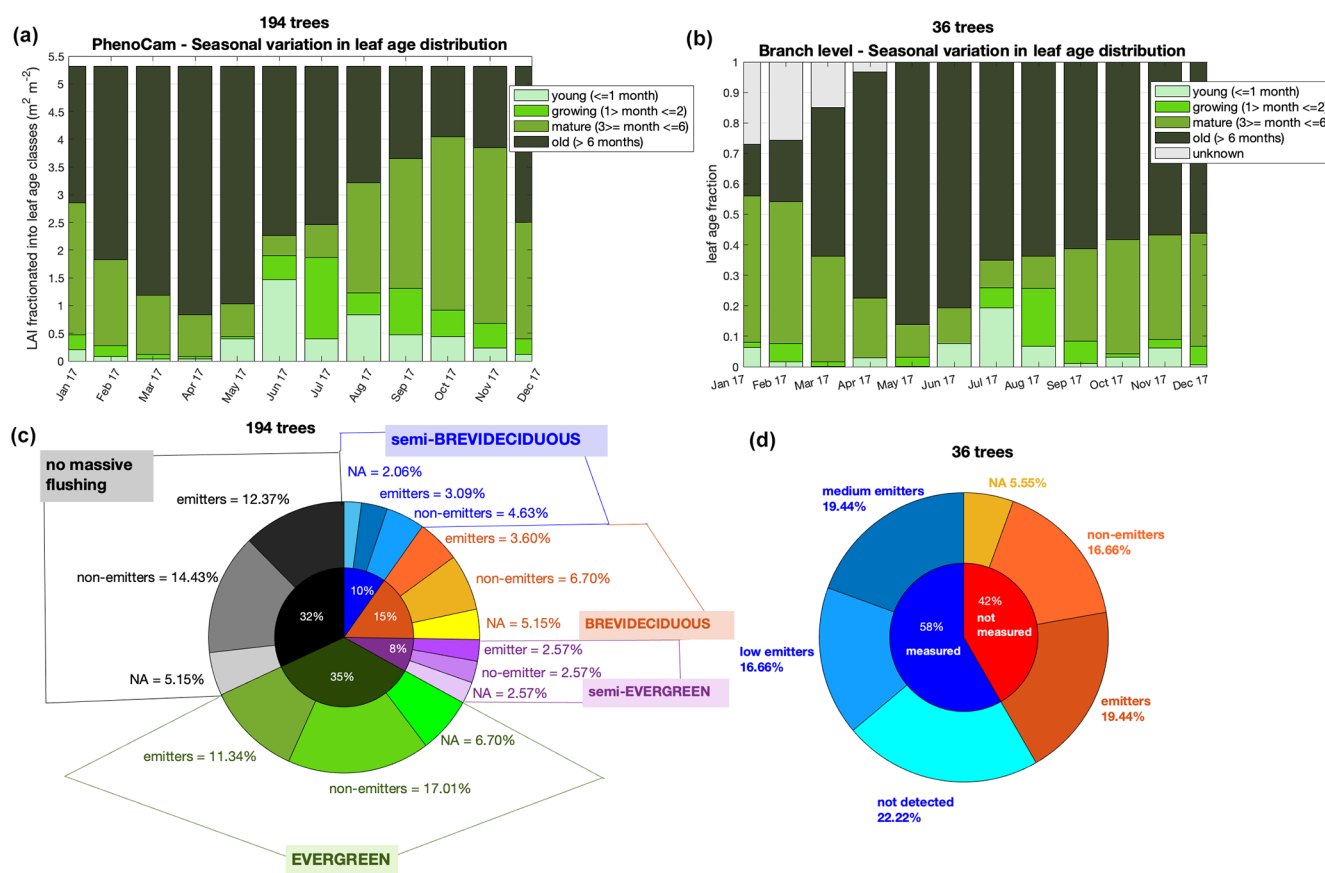 (a)
194 trees
PhenoCam - Seasonal variation in leaf age distribution
LAI fractionated into leaf age classes (m² m⁻²)
5.5
5
4.5
4
3.5
3
2.5
2
1.5
1
0.5
0
Jan 17
Feb 17
Mar 17
Apr 17
May 17
Jun 17
Jul 17
Aug 17
Sep 17
Oct 17
Nov 17
Dec 17
young (<=1 month)
growing (1> month <=2)
mature (3>= month <=6)
old (> 6 months)
(b)
36 trees
Branch level - Seasonal variation in leaf age distribution
leaf age fraction
1
0.9
0.8
0.7
0.6
0.5
0.4
0.3
0.2
0.1
0
Jan 17
Feb 17
Mar 17
Apr 17
May 17
Jun 17
Jul 17
Aug 17
Sep 17
Oct 17
Nov 17
Dec 17
young (<=1 month)
growing (1> month <=2)
mature (3>= month <=6
old (> 6 months)
unknown
(c)
194 trees
semi-BREVIDECIDUOUS
no massive
flushing
NA = 2.06%
emitters = 3.09%
non-emitters = 4.63%
emitters = 12.37%
emitters = 3.60%
non-emitters = 14.43%
non-emitters = 6.70%
10%
32%
15%
NA = 5.15%
BREVIDECIDUOUS
8%
emitter = 2.57%
no-emitter = 2.57%
35%
NA = 5.15%
NA = 2.57%
semi-EVERGREEN
NA = 6.70%
emitters = 11.34%
non-emitters = 17.01%
EVERGREEN
(d)
36 trees
NA 5.55%
medium emitters
19.44%
non-emitters
16.66%
42%
not
measured
58%
measured
low emitters
16.66%
emitters
19.44%
not detected
22.22%